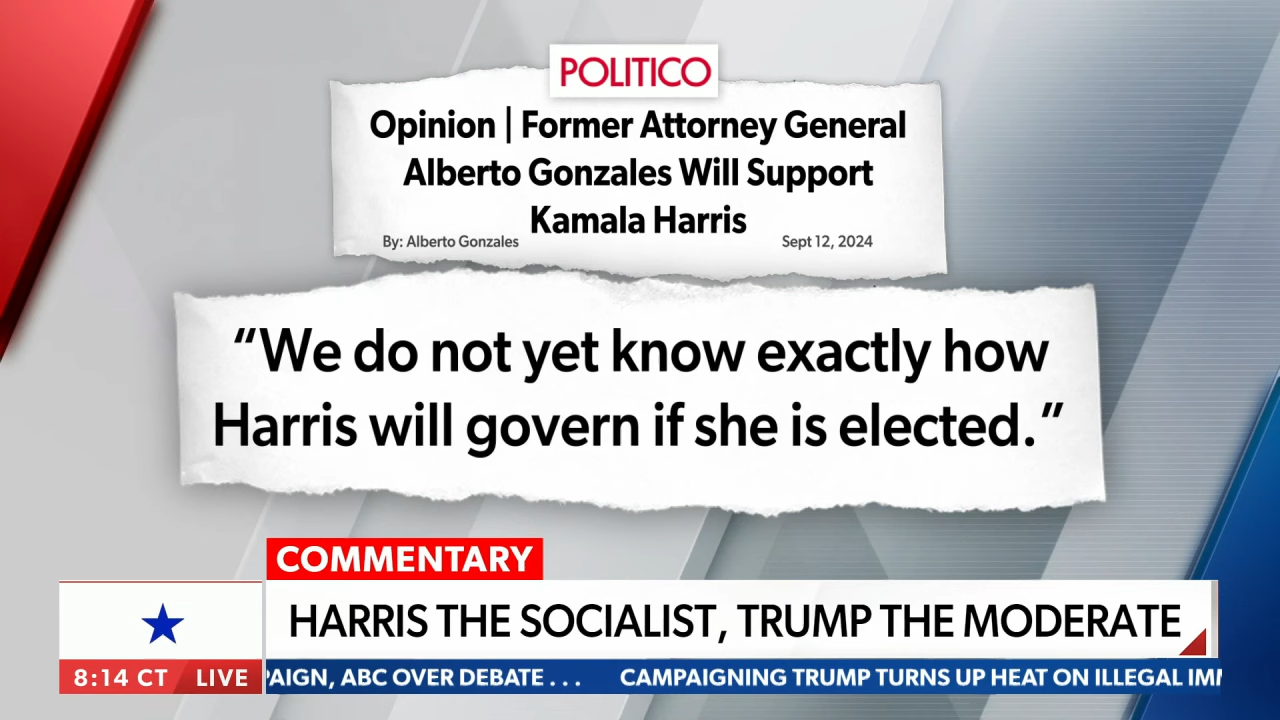 POLITICO
Opinion | Former Attorney General
Alberto Gonzales Will Support
Kamala Harris
By: Alberto Gonzales
Sept 12, 2024
“We do not yet know exactly how
Harris will govern if she is elected.”
COMMENTARY
HARRIS THE SOCIALIST, TRUMP THE MODERATE
8:14 CT LIVE
, ABC OVER DEBATE . . . CAMPAIGNING TRUMP TURNS UP HEAT ON ILLEGAL